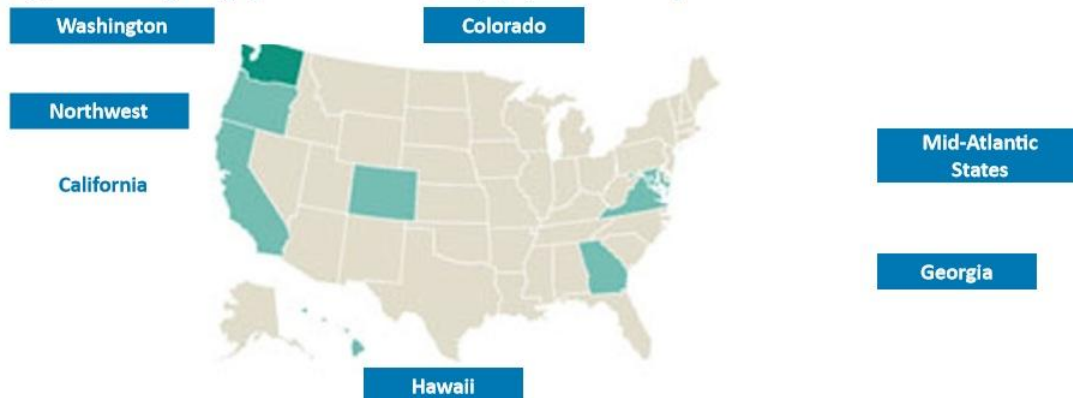 Washington
Colorado
Northwest
California
Mid-Atlantic
States
Georgia
Hawaii